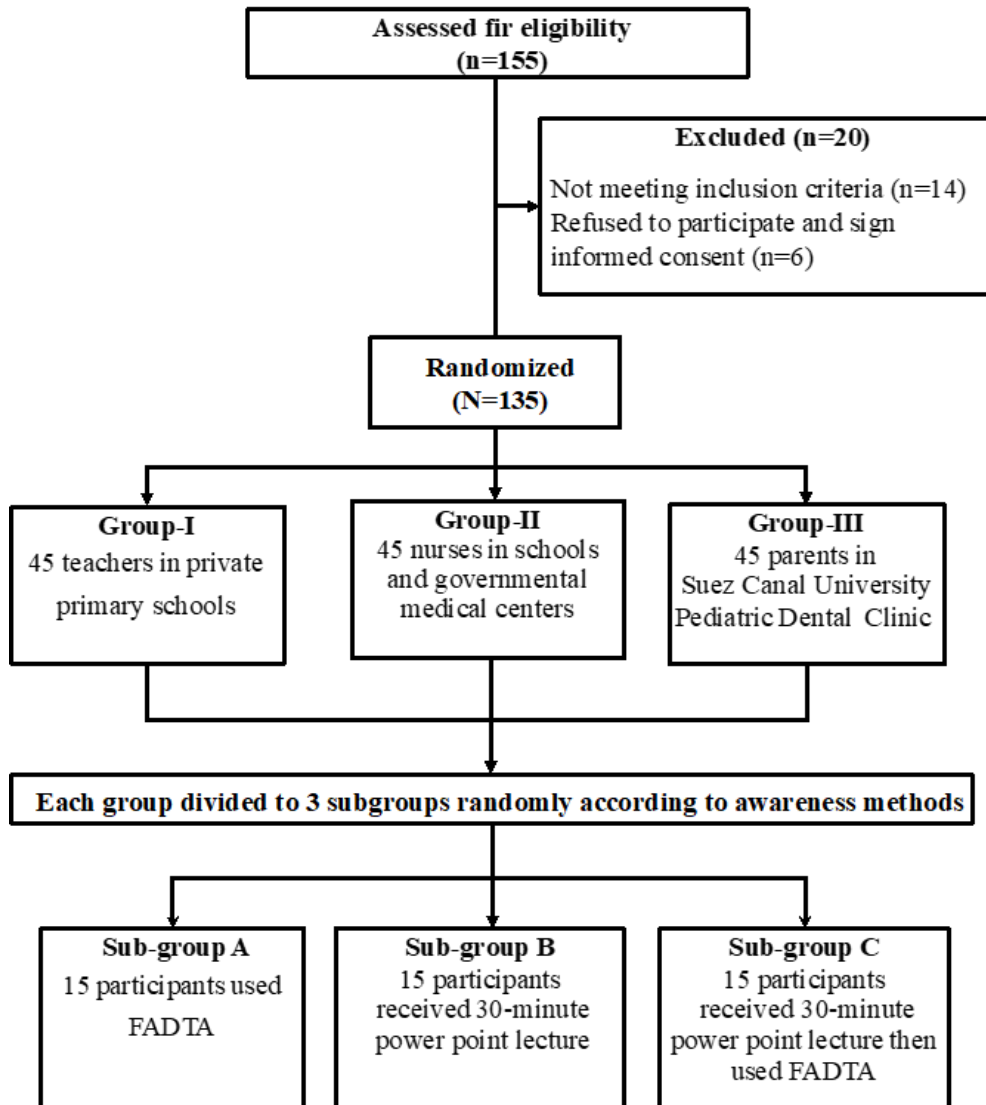 Assessed fir eligibility
(n=155)
Excluded (n=20)
Not meeting inclusion criteria (n=14)
Refused to participate and sign
informed consent (n=6)
Randomized
(N=135)
Group-I
45 teachers in private
primary schools
Group-II
45 nurses in schools
and governmental
medical centers
Group-III
45 parents in
Suez Canal University
Pediatric Dental Clinic
Each group divided to 3 subgroups randomly according to awareness methods
Sub-group A
15 participants used
FADTA
Sub-group B
15 participants
received 30-minute
power point lecture
Sub-group C
15 participants
received 30-minute
power point lecture then
used FADTA